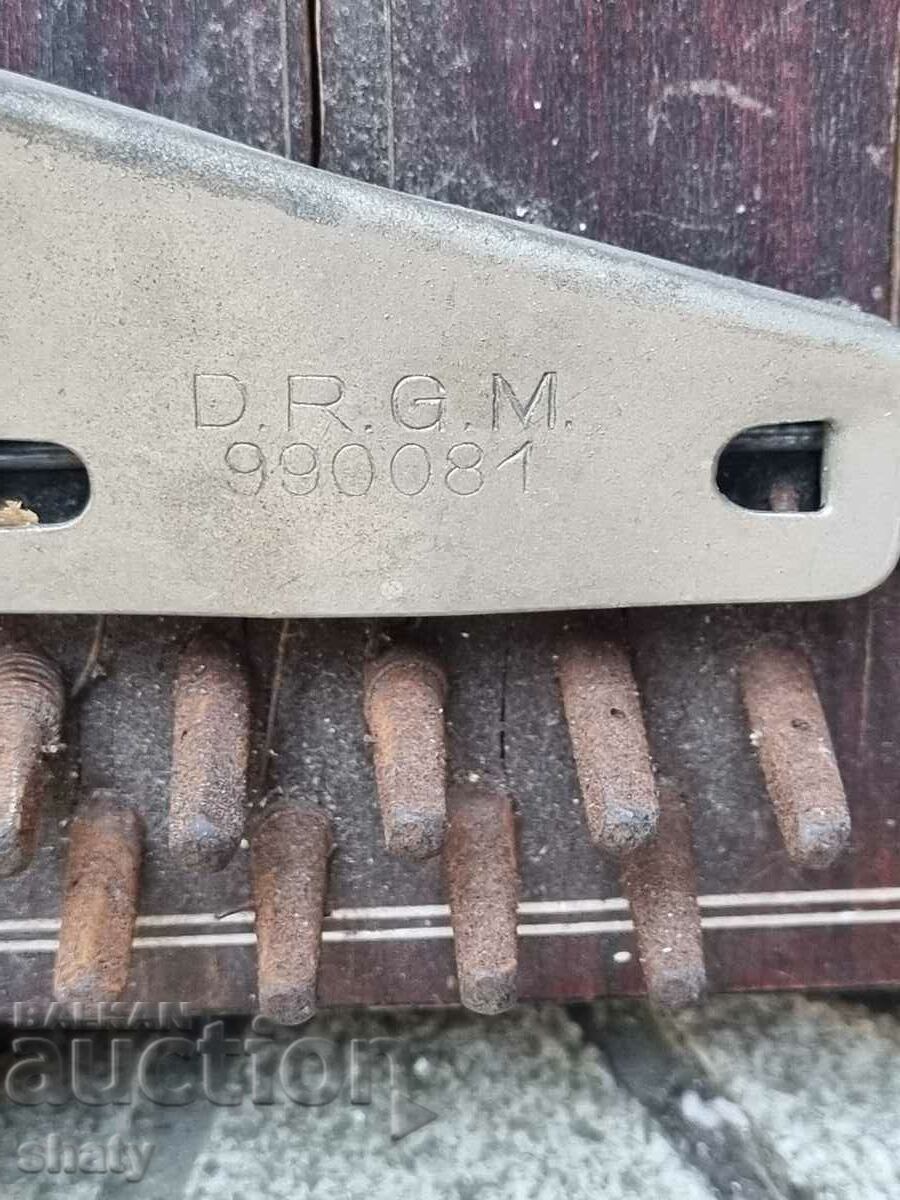 D.R.G.M.
990081
BALKAN
auction
shaty